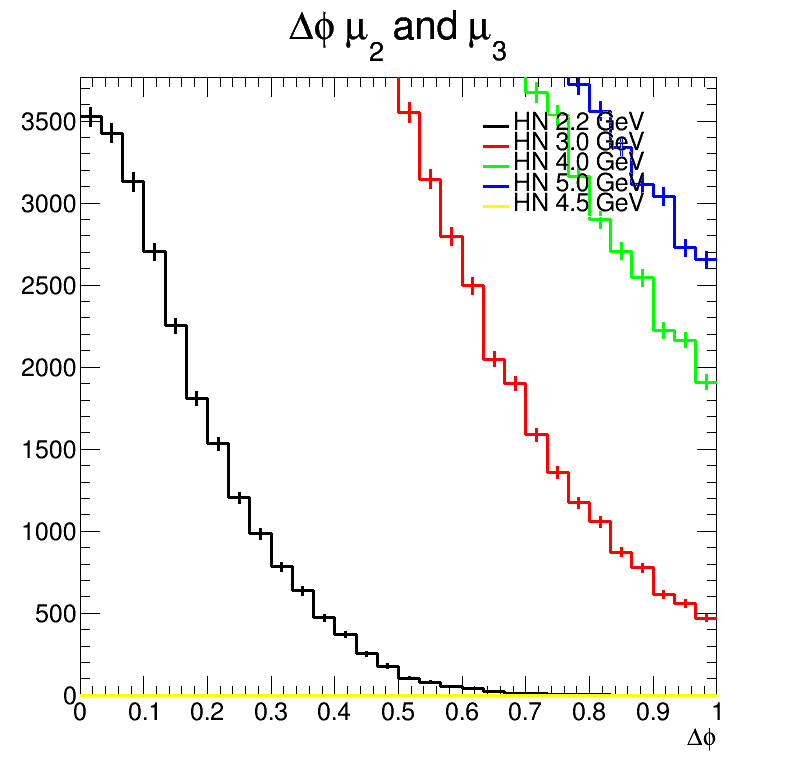 Δϕ μ2 and μ3
HN 2.2 GeV
HN 3.0 GeV
HN 4.0 GeV
HN 5.0 GeV
HN 4.5 GeV
3500
3000
2500
2000
1500
1000
500
0
0 0.1 0.2 0.3 0.4 0.5 0.6 0.7 0.8 0.9 1
Δϕ